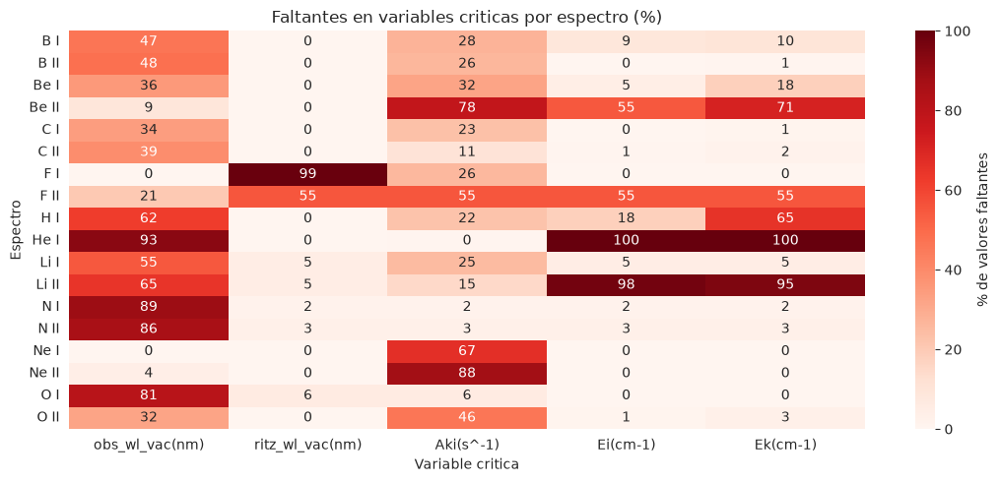 Faltantes en variables criticas por espectro (%)
B I 47 0 28 9 10
B II 48 0 26 0 1
Be I 36 0 32 5 18
Be II 9 0 78 55 71
C I 34 0 23 0 1
C II 39 0 11 1 2
F I 0 99 26 0 0
F II 21 55 55 55 55
H I 62 0 22 18 65
He I 93 0 0 100 100
Li I 55 5 25 5 5
Li II 65 5 15 98 95
N I 89 2 2 2 2
N II 86 3 3 3 3
Ne I 0 0 67 0 0
Ne II 4 0 88 0 0
O I 81 6 6 0 0
O II 32 0 46 1 3
obs_wl_vac(nm) ritz_wl_vac(nm) Aki(s^-1) Ei(cm-1) Ek(cm-1)
Variable critica
Espectro
100
80
60
40
20
0
% de valores faltantes